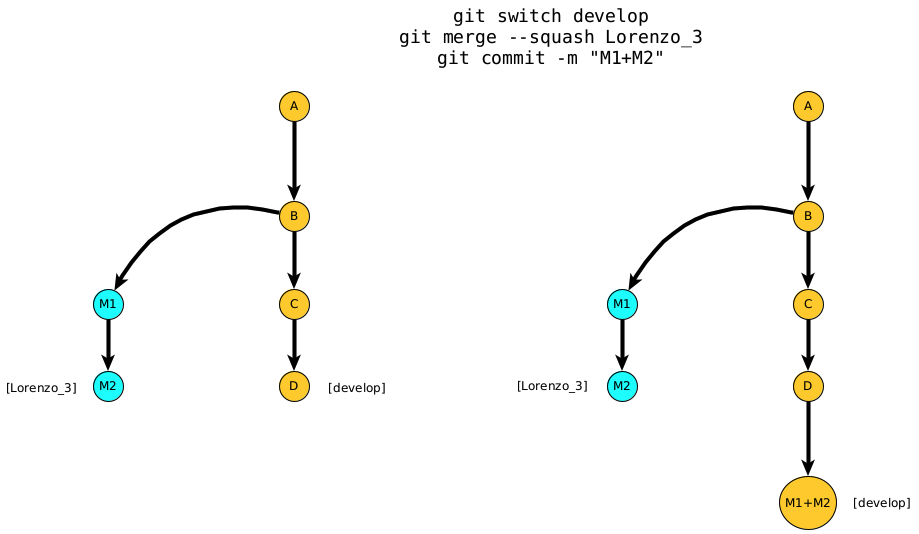 git switch develop
git merge --squash Lorenzo_3
git commit -m "M1+M2"
A
B
M1
C
[Lorenzo_3]
M2
D
[develop]
A
B
M1
C
[Lorenzo_3]
M2
D
M1+M2
[develop]